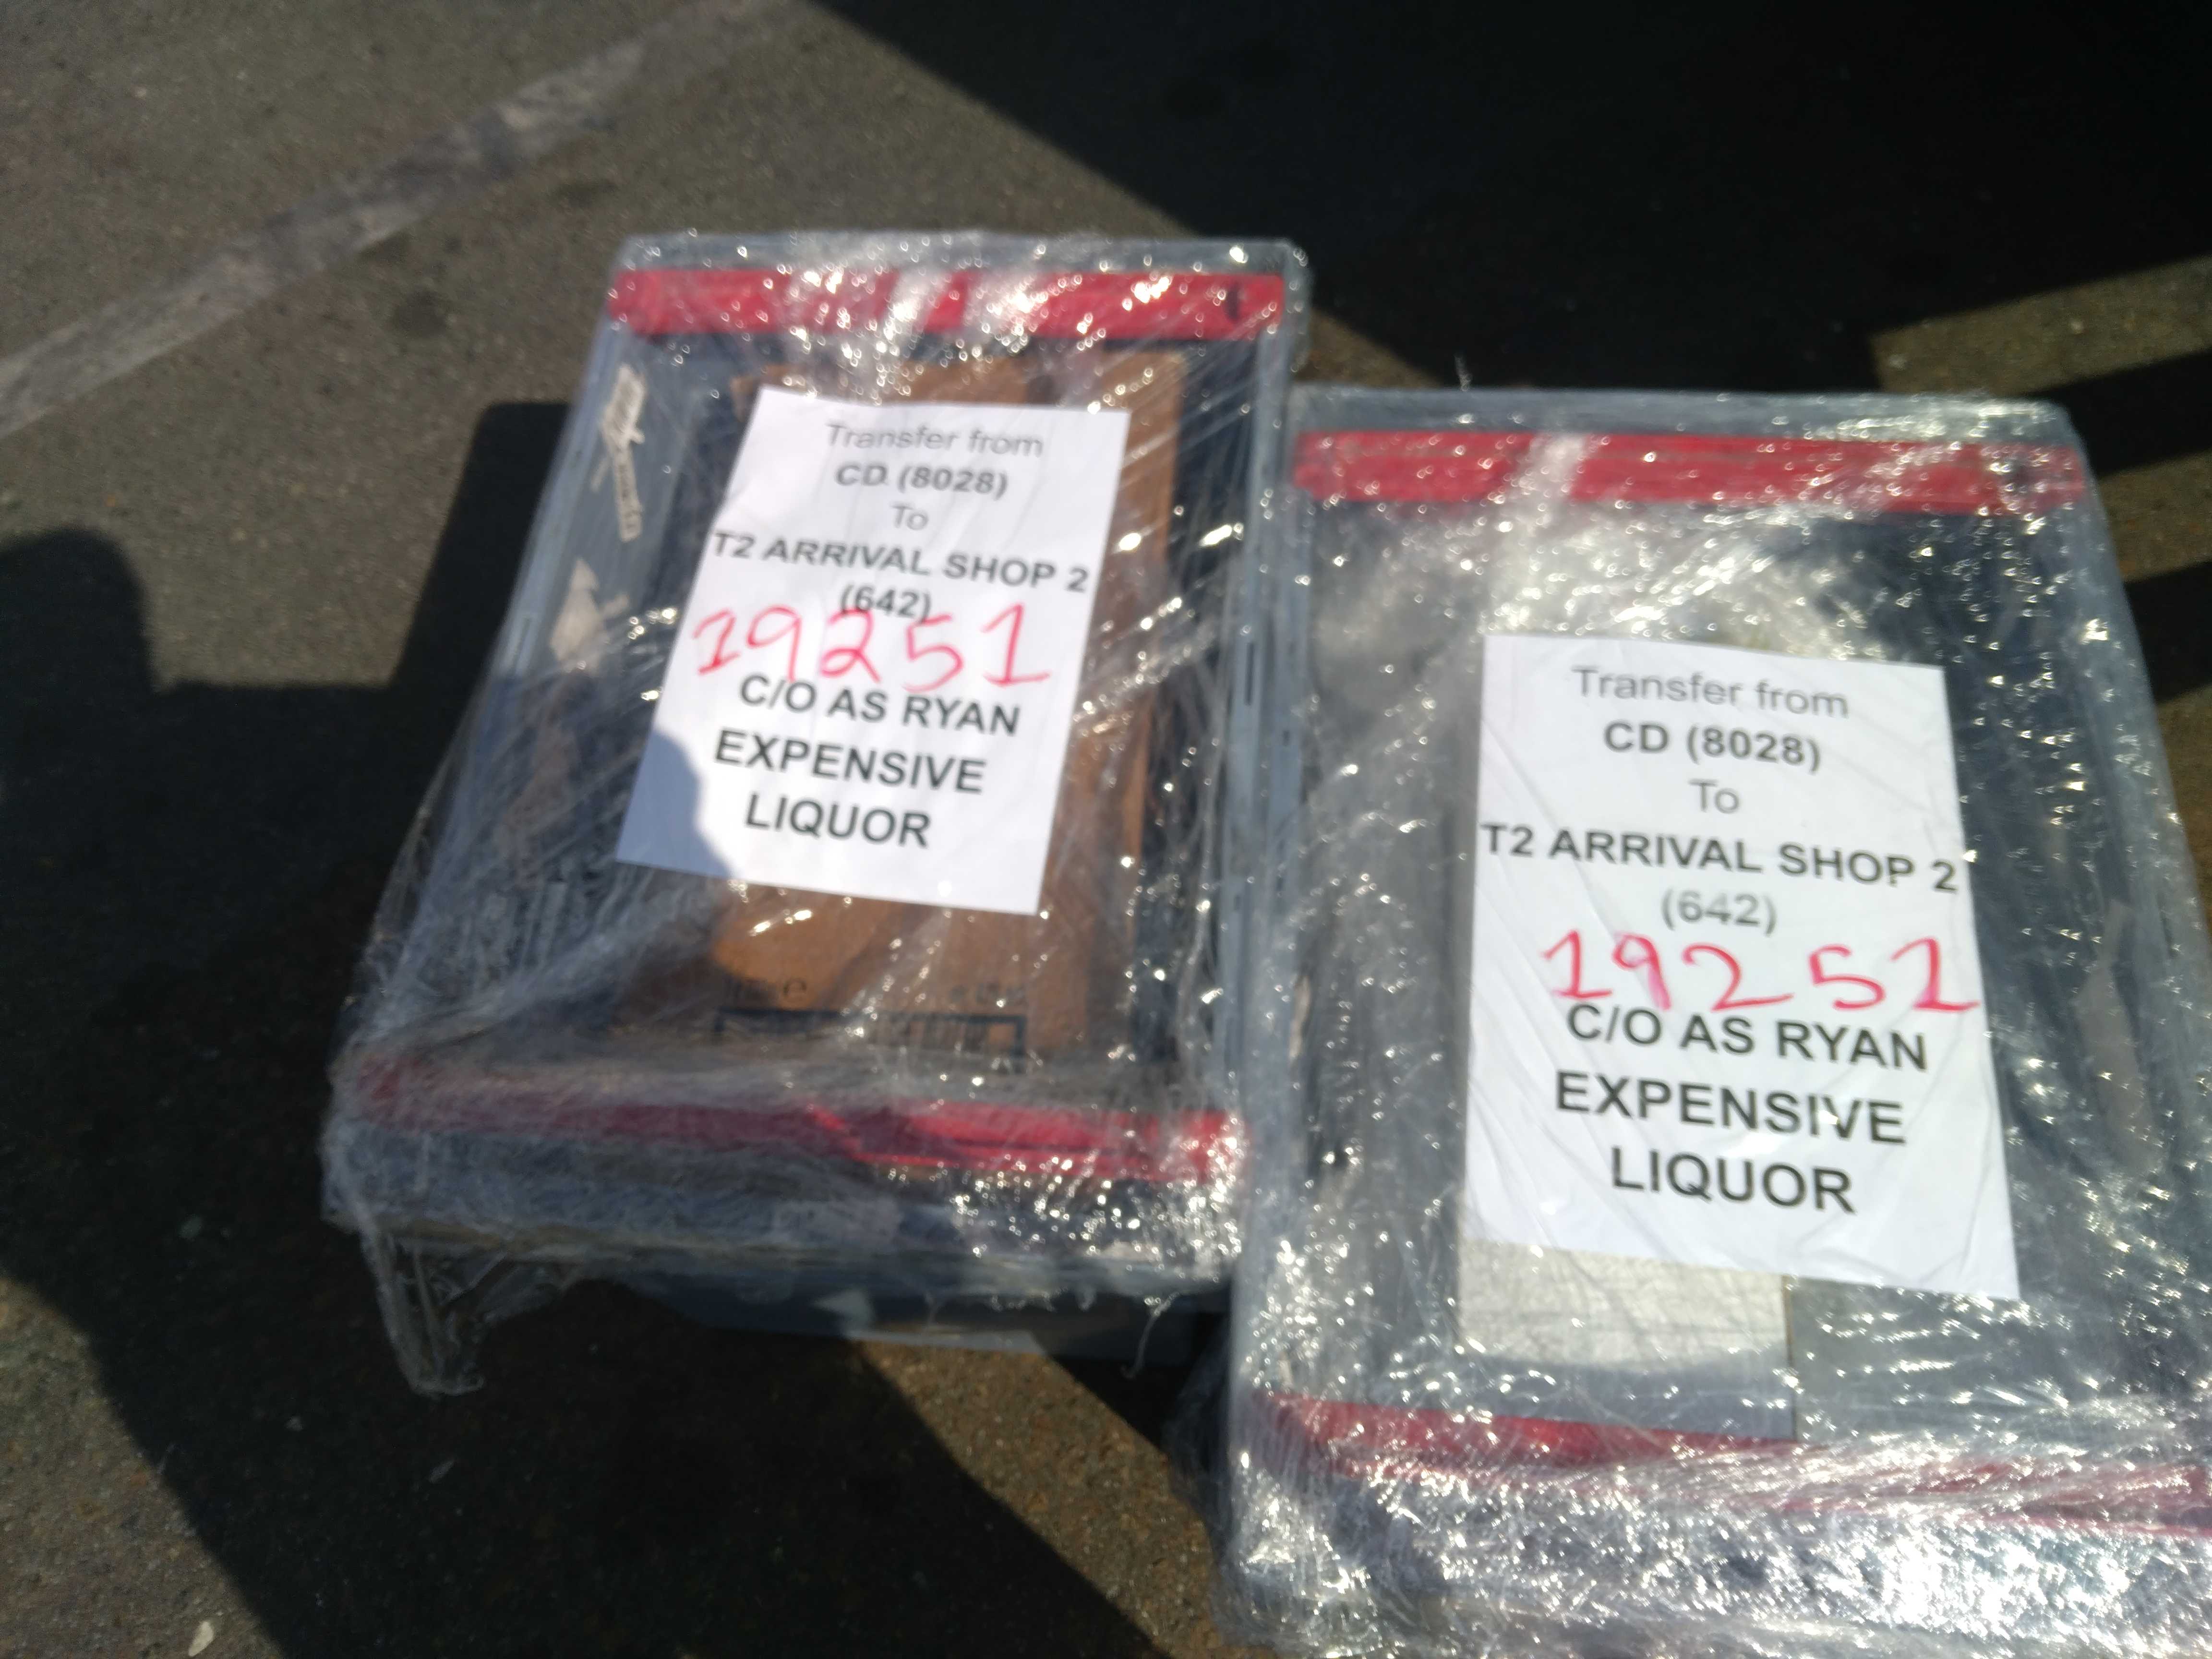 Transfer from
CD (8028)
To
T2 ARRIVAL SHOP 2
(642)
19251
C/O AS RYAN
EXPENSIVE
LIQUOR
Transfer from
CD (8028)
To
T2 ARRIVAL SHOP 2
(642)
19251
C/O AS RYAN
EXPENSIVE
LIQUOR